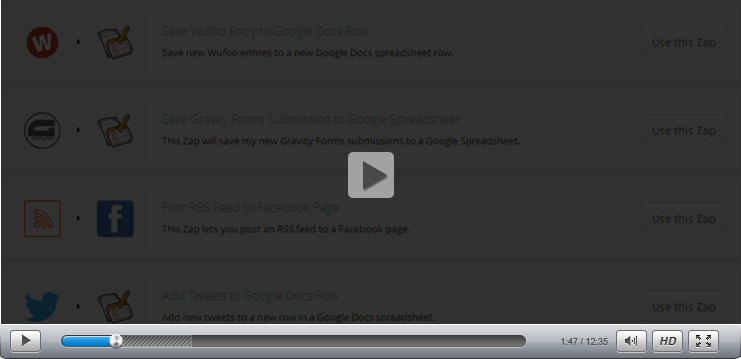 W
Save Wufoo Entry to Google Docs Row
Save new Wufoo entries to a new Google Docs spreadsheet row.
Use this Zap
Save Gravity Forms Submission to Google Spreadsheet
This Zap will save my new Gravity Forms submissions to a Google Spreadsheet.
Use this Zap
f
Post RSS Feed to Facebook Page
This Zap lets you post an RSS feed to a Facebook page.
Use this Zap
Add Tweets to Google Docs Row
Add new tweets to a new row in a Google Docs spreadsheet.
Use this Zap
1:47 / 12:35
HD